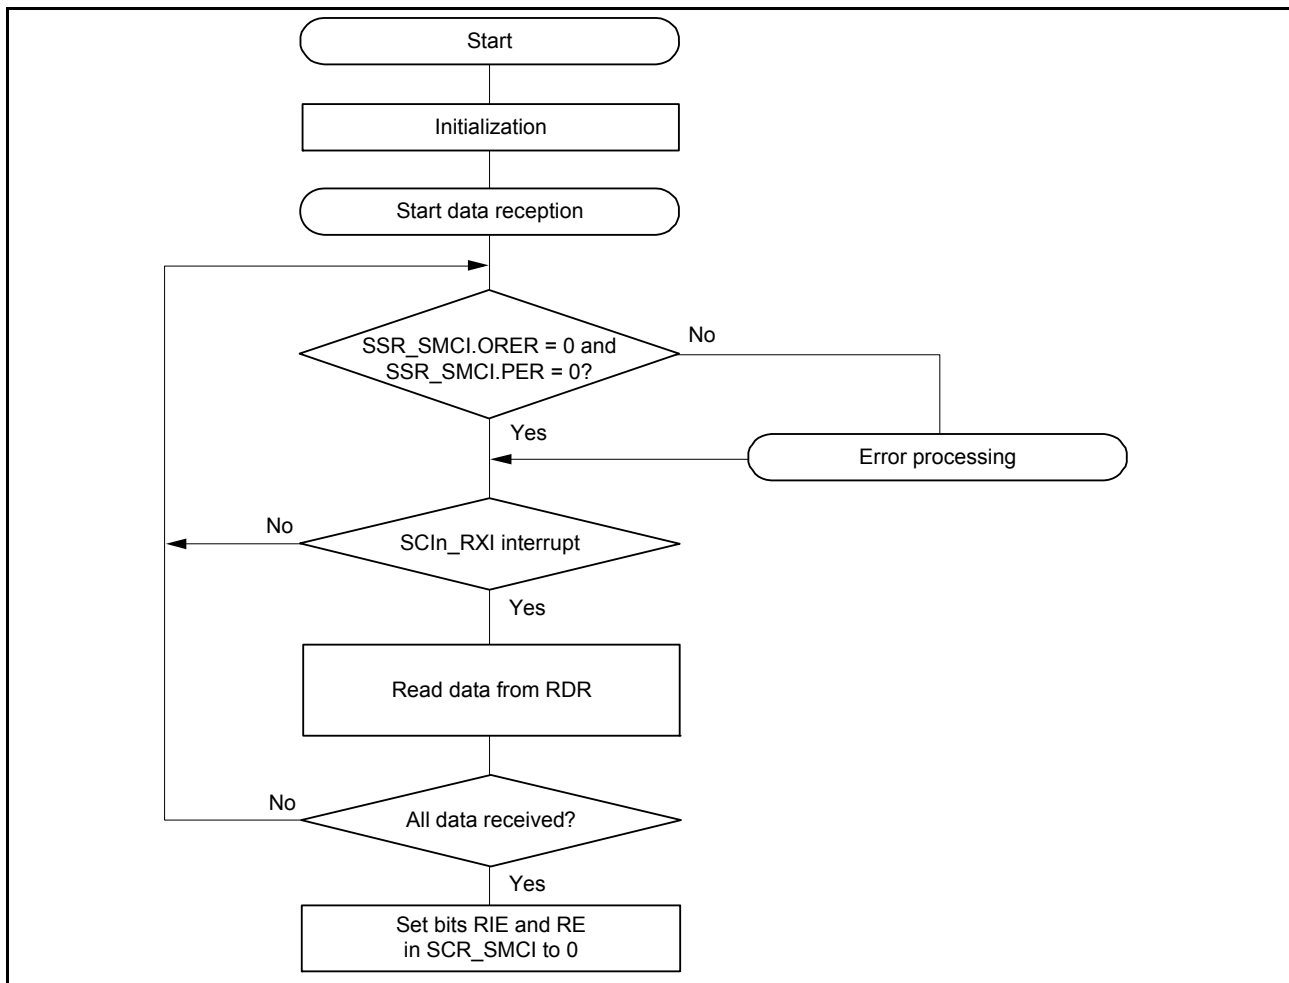 Start
Initialization
Start data reception
SSR_SMCI.ORER = 0 and
SSR_SMCI.PER = 0?
No
Yes
Error processing
No
SCIn_RXI interrupt
Yes
Read data from RDR
No
All data received?
Yes
Set bits RIE and RE
in SCR_SMCI to 0